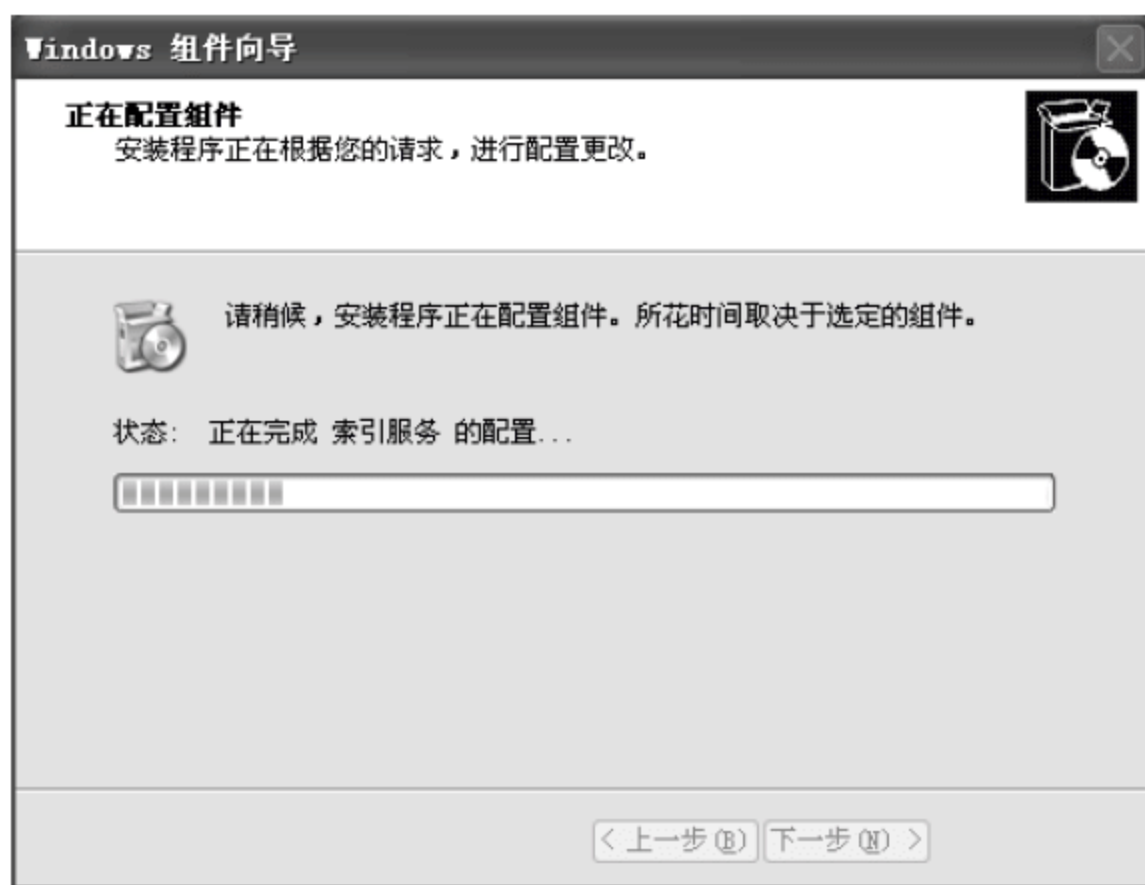 Windows 组件向导
正在配置组件
安装程序正在根据您的请求，进行配置更改。
请稍候，安装程序正在配置组件。所花时间取决于选定的组件。
状态： 正在完成 索引服务 的配置...
< 上一步(B) 下一步(N) >